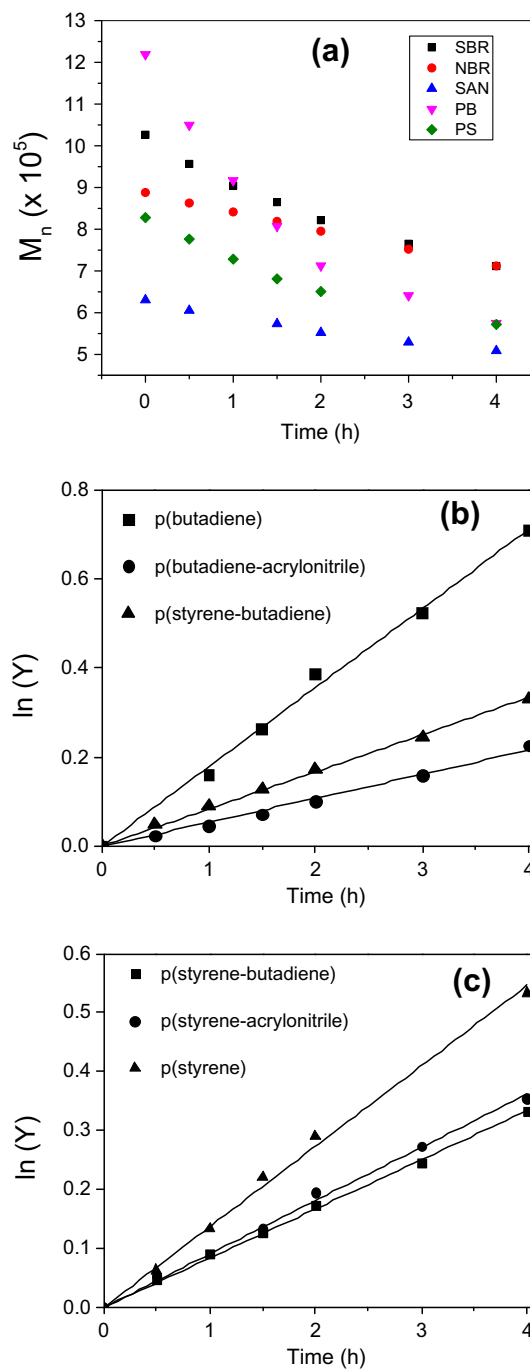 (a)
SBR
NBR
SAN
PB
PS
13
12
11
10
9
8
7
6
5
Mn (x 10^5)
0 1 2 3 4
Time (h)
(b)
0.8
0.6
0.4
0.2
0.0
ln (Y)
p(butadiene)
p(butadiene-acrylonitrile)
p(styrene-butadiene)
0 1 2 3 4
Time (h)
(c)
0.6
0.5
0.4
0.3
0.2
0.1
0.0
ln (Y)
p(styrene-butadiene)
p(styrene-acrylonitrile)
p(styrene)
0 1 2 3 4
Time (h)